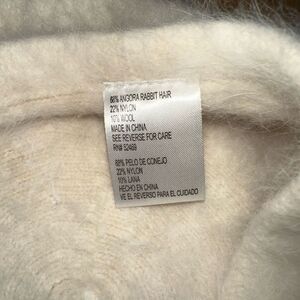 68% ANGORA RABBIT HAIR
22% NYLON
10% WOOL
MADE IN CHINA
SEE REVERSE FOR CARE
RN# 52469
68% PELO DE CONEJO
22% NYLON
10% LANA
HECHO EN CHINA
VE EL REVERSO PARA EL CUIDADO